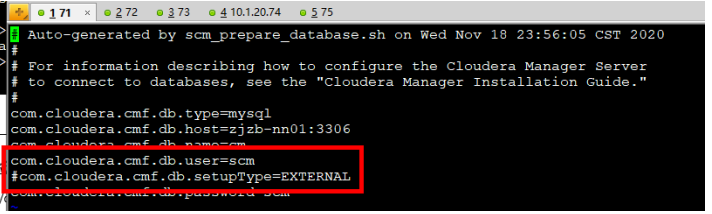 1 71 × 2 72 3 73 4 10.1.20.74 5 75
# Auto-generated by scm_prepare_database.sh on Wed Nov 18 23:56:05 CST 2020
#
# For information describing how to configure the Cloudera Manager Server
# to connect to databases, see the "Cloudera Manager Installation Guide."
#
com.cloudera.cmf.db.type=mysql
com.cloudera.cmf.db.host=zjzb-nn01:3306
com.cloudera.cmf.db.name=cm
com.cloudera.cmf.db.user=scm
#com.cloudera.cmf.db.setupType=EXTERNAL
com.cloudera.cmf.db.password=scm